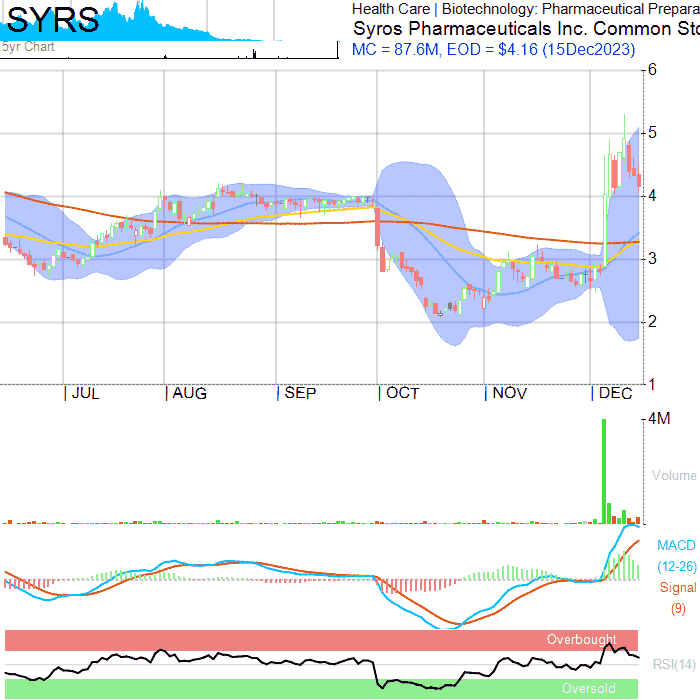 SYRS
5yr Chart
Health Care | Biotechnology: Pharmaceutical Prepara
Syros Pharmaceuticals Inc. Common Sto
MC = 87.6M, EOD = $4.16 (15Dec2023)
6
5
4
3
2
1
JUL AUG SEP OCT NOV DEC
4M
Volume
MACD
(12-26)
Signal
(9)
Overbought
RSI(14)
Oversold